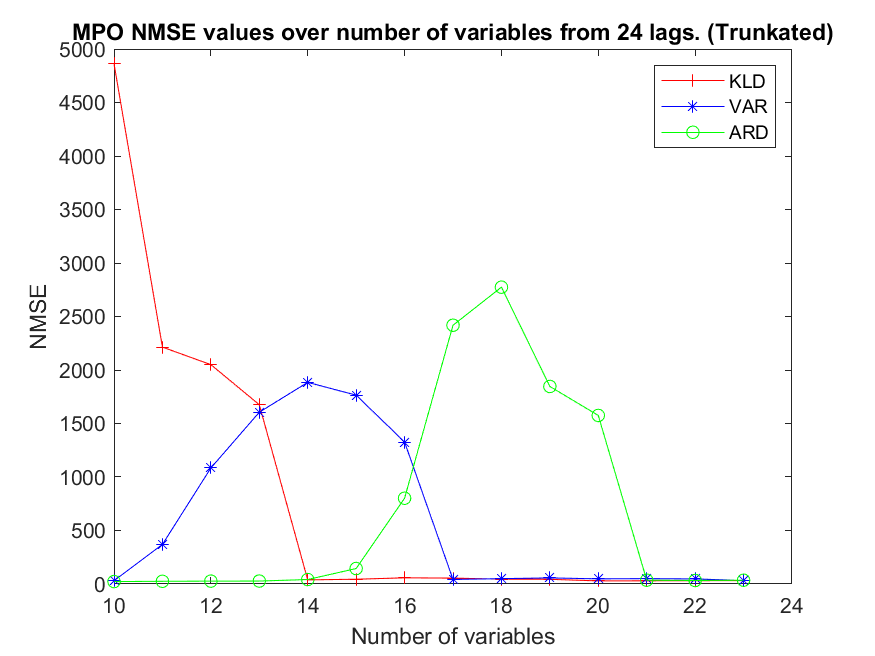 MPO NMSE values over number of variables from 24 lags. (Trunkated)
5000
4500
4000
3500
3000
2500
2000
1500
1000
500
0
NMSE
KLD
VAR
ARD
10 12 14 16 18 20 22 24
Number of variables